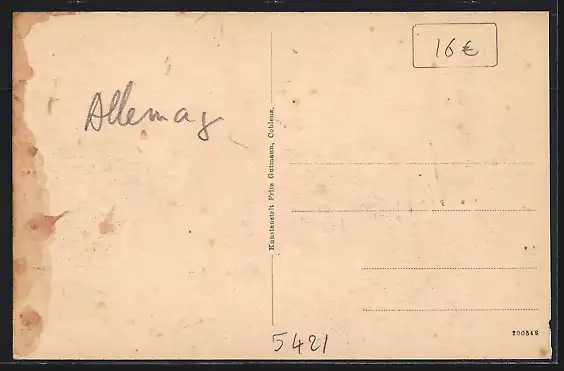 16 €
Allemag
Kunstanstalt Fritz Gutmann, Coblenz.
200548
5421